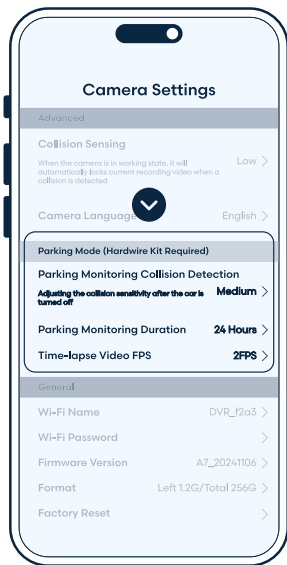 Camera Settings
Advanced
Collision Sensing
When the camera is in working state, it will
automatically locks current recording video when a
collision is detected
Low
Camera Language
English
Parking Mode (Hardwire Kit Required)
Parking Monitoring Collision Detection
Adjusting the collision sensitivity after the car is
turned off
Medium
Parking Monitoring Duration 24 Hours
Time-lapse Video FPS 2FPS
General
Wi-Fi Name DVR_f2a3
Wi-Fi Password
Firmware Version A7_20241106
Format Left 1.2G/Total 256G
Factory Reset